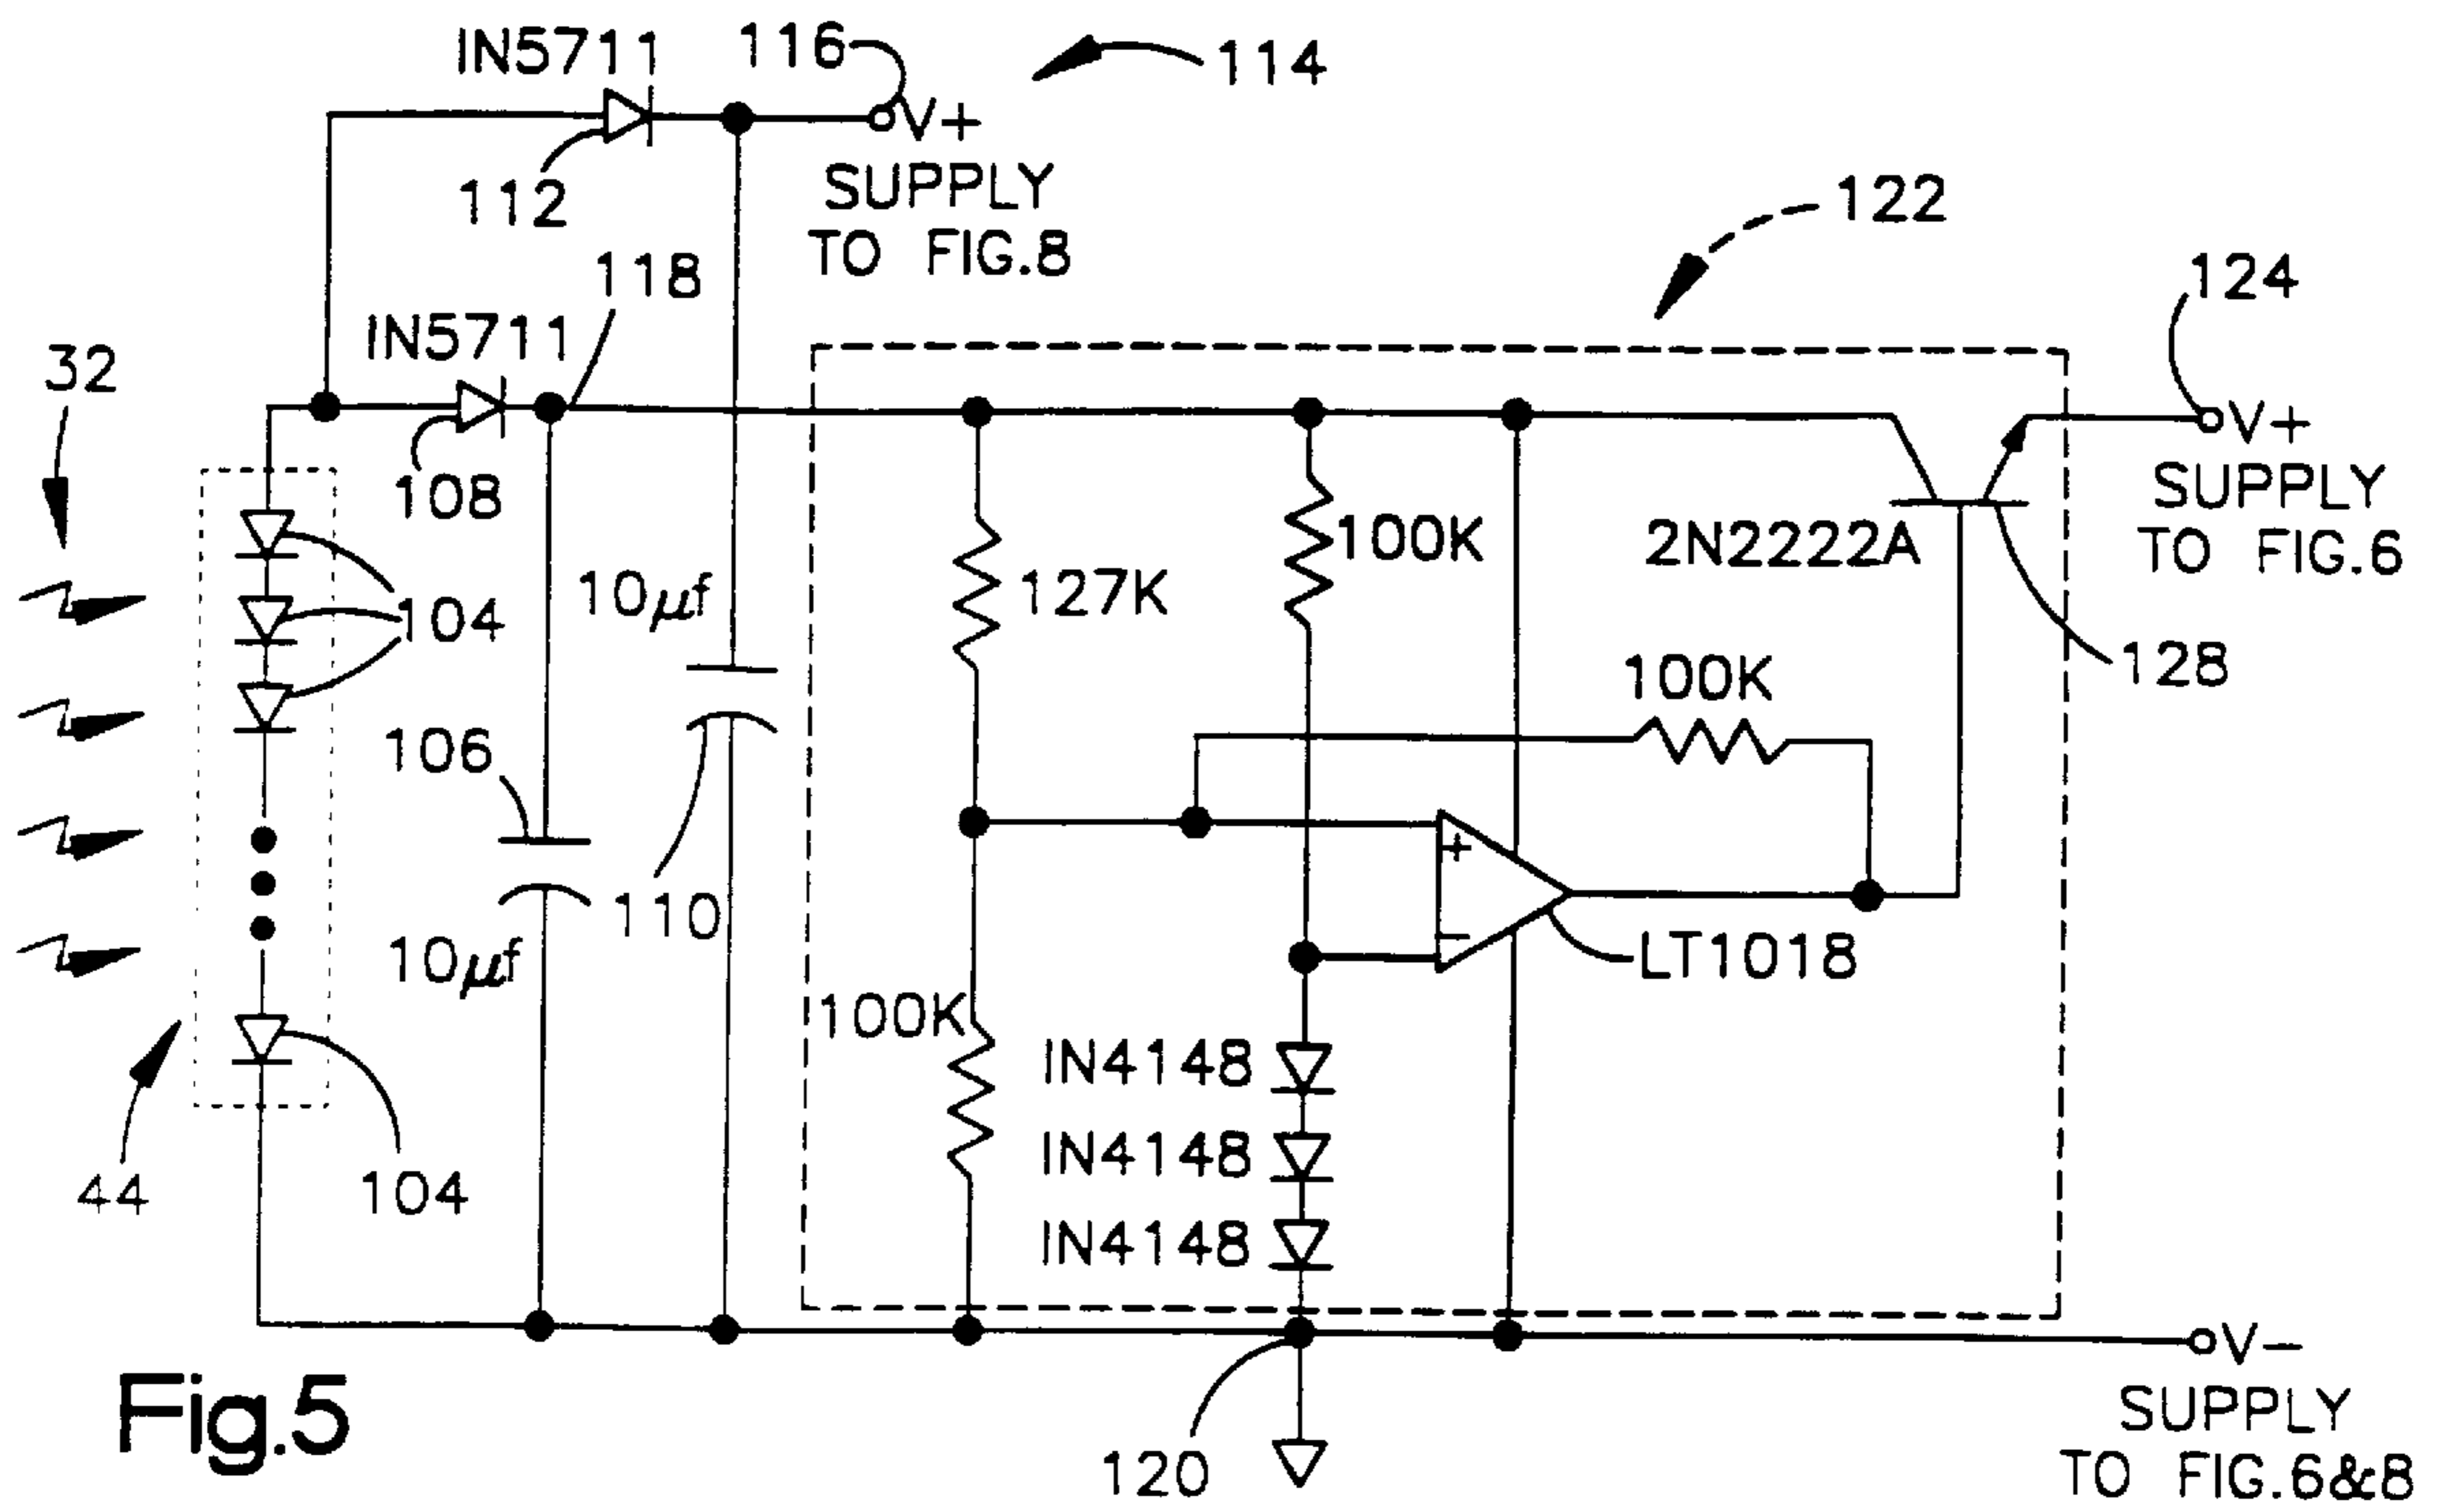 IN5711
116
114
V+
112
SUPPLY
TO FIG.8
122
118
124
IN5711
32
V+
108
SUPPLY
TO FIG.6
100K
2N2222A
127K
10µf
104
128
100K
106
+
110
10µf
−
LT1018
100K
IN4148
IN4148
IN4148
44
104
V−
Fig.5
SUPPLY
TO FIG.6&8
120